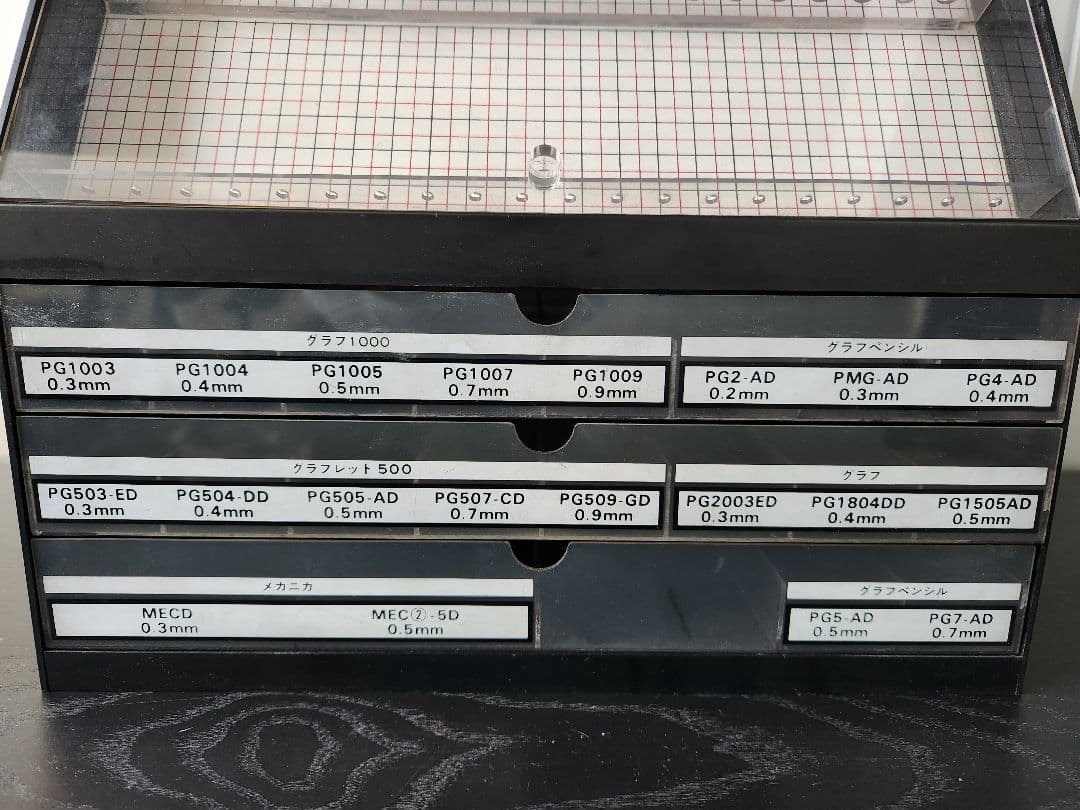 グラフ1000
PG1003 PG1004 PG1005 PG1007 PG1009
0.3mm 0.4mm 0.5mm 0.7mm 0.9mm
グラフペンシル
PG2-AD PMG-AD PG4-AD
0.2mm 0.3mm 0.4mm
グラフレット500
PG503-ED PG504-DD PG505-AD PG507-CD PG509-GD
0.3mm 0.4mm 0.5mm 0.7mm 0.9mm
グラフ
PG2003ED PG1804DD PG1505AD
0.3mm 0.4mm 0.5mm
メカニカ
MECD MEC②-5D
0.3mm 0.5mm
グラフペンシル
PG5-AD PG7-AD
0.5mm 0.7mm